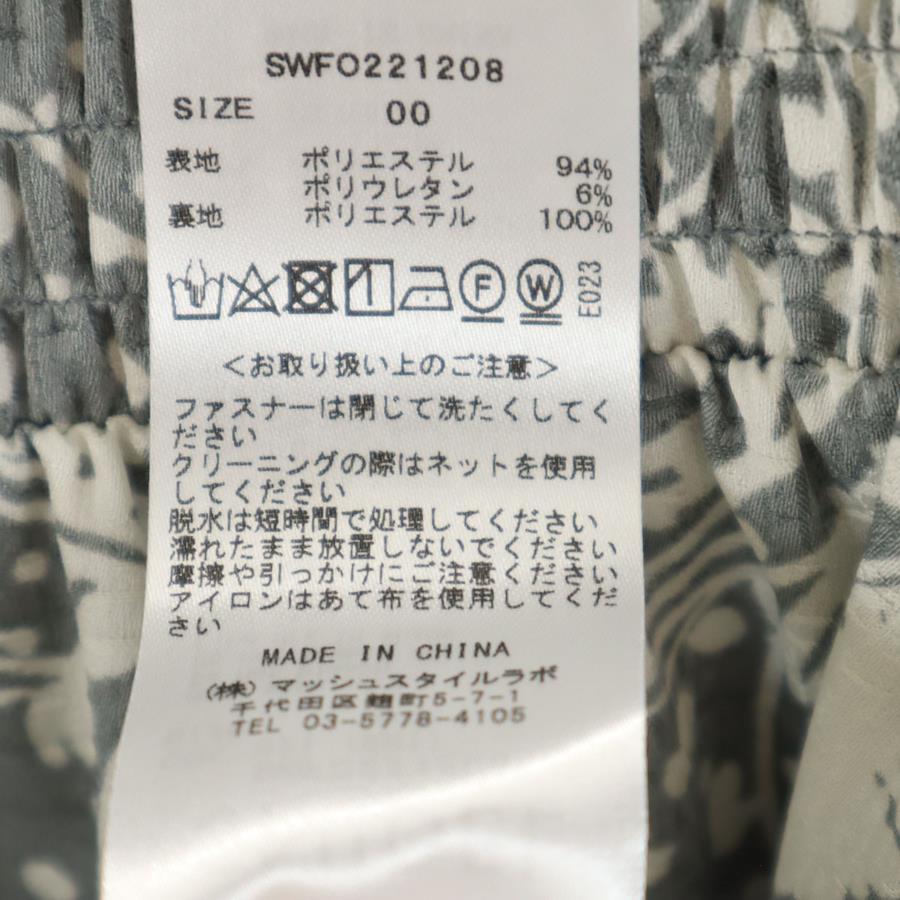 SWFO221208
SIZE 00
表地 ポリエステル 94%
ポリウレタン 6%
裏地 ポリエステル 100%
F W E023
<お取り扱い上のご注意>
ファスナーは閉じて洗たくしてく
ださい
クリーニングの際はネットを使用
してください
脱水は短時間で処理してください
濡れたまま放置しないでください
摩擦や引っかけにご注意ください
アイロンはあて布を使用してくだ
さい
MADE IN CHINA
(株)マッシュスタイルラボ
千代田区麹町5-7-1
TEL 03-5778-4105